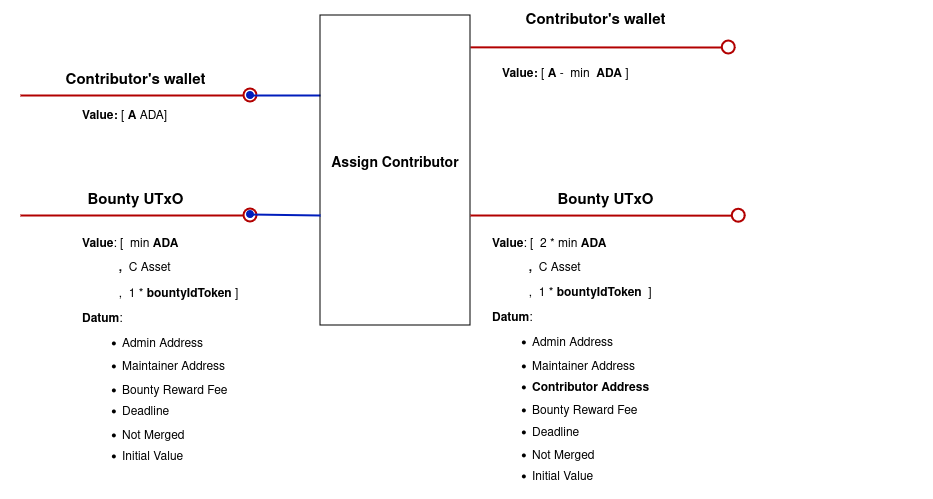 Contributor's wallet
Value: [ A ADA]
Bounty UTxO
Value: [ min ADA
, C Asset
, 1 * bountyIdToken ]
Datum:
• Admin Address
• Maintainer Address
• Bounty Reward Fee
• Deadline
• Not Merged
• Initial Value
Assign Contributor
Contributor's wallet
Value: [ A - min ADA ]
Bounty UTxO
Value: [ 2 * min ADA
, C Asset
, 1 * bountyIdToken ]
Datum:
• Admin Address
• Maintainer Address
• Contributor Address
• Bounty Reward Fee
• Deadline
• Not Merged
• Initial Value